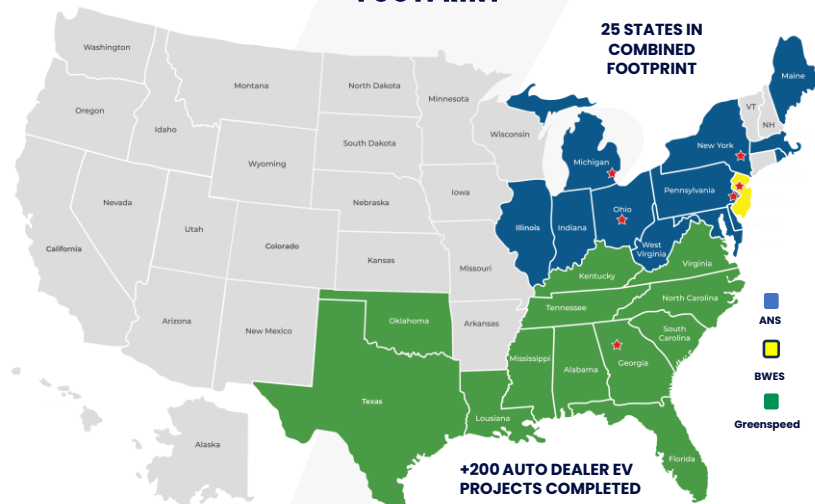 FOOTPRINT
25 STATES IN
COMBINED
FOOTPRINT
Washington
Oregon
Idaho
Montana
North Dakota
Minnesota
Wisconsin
South Dakota
Wyoming
Nebraska
Iowa
Nevada
Utah
Colorado
California
Kansas
Missouri
Arizona
New Mexico
Oklahoma
Arkansas
Texas
Lousiana
Mississippi
Alabama
Georgia
Florida
South
Carolina
North Carolina
Tennessee
Kentucky
Virginia
West
Virginia
Illinois
Indiana
Ohio
Michigan
Pennsylvania
New York
VT
NH
Maine
Alaska
ANS
BWES
Greenspeed
+200 AUTO DEALER EV
PROJECTS COMPLETED